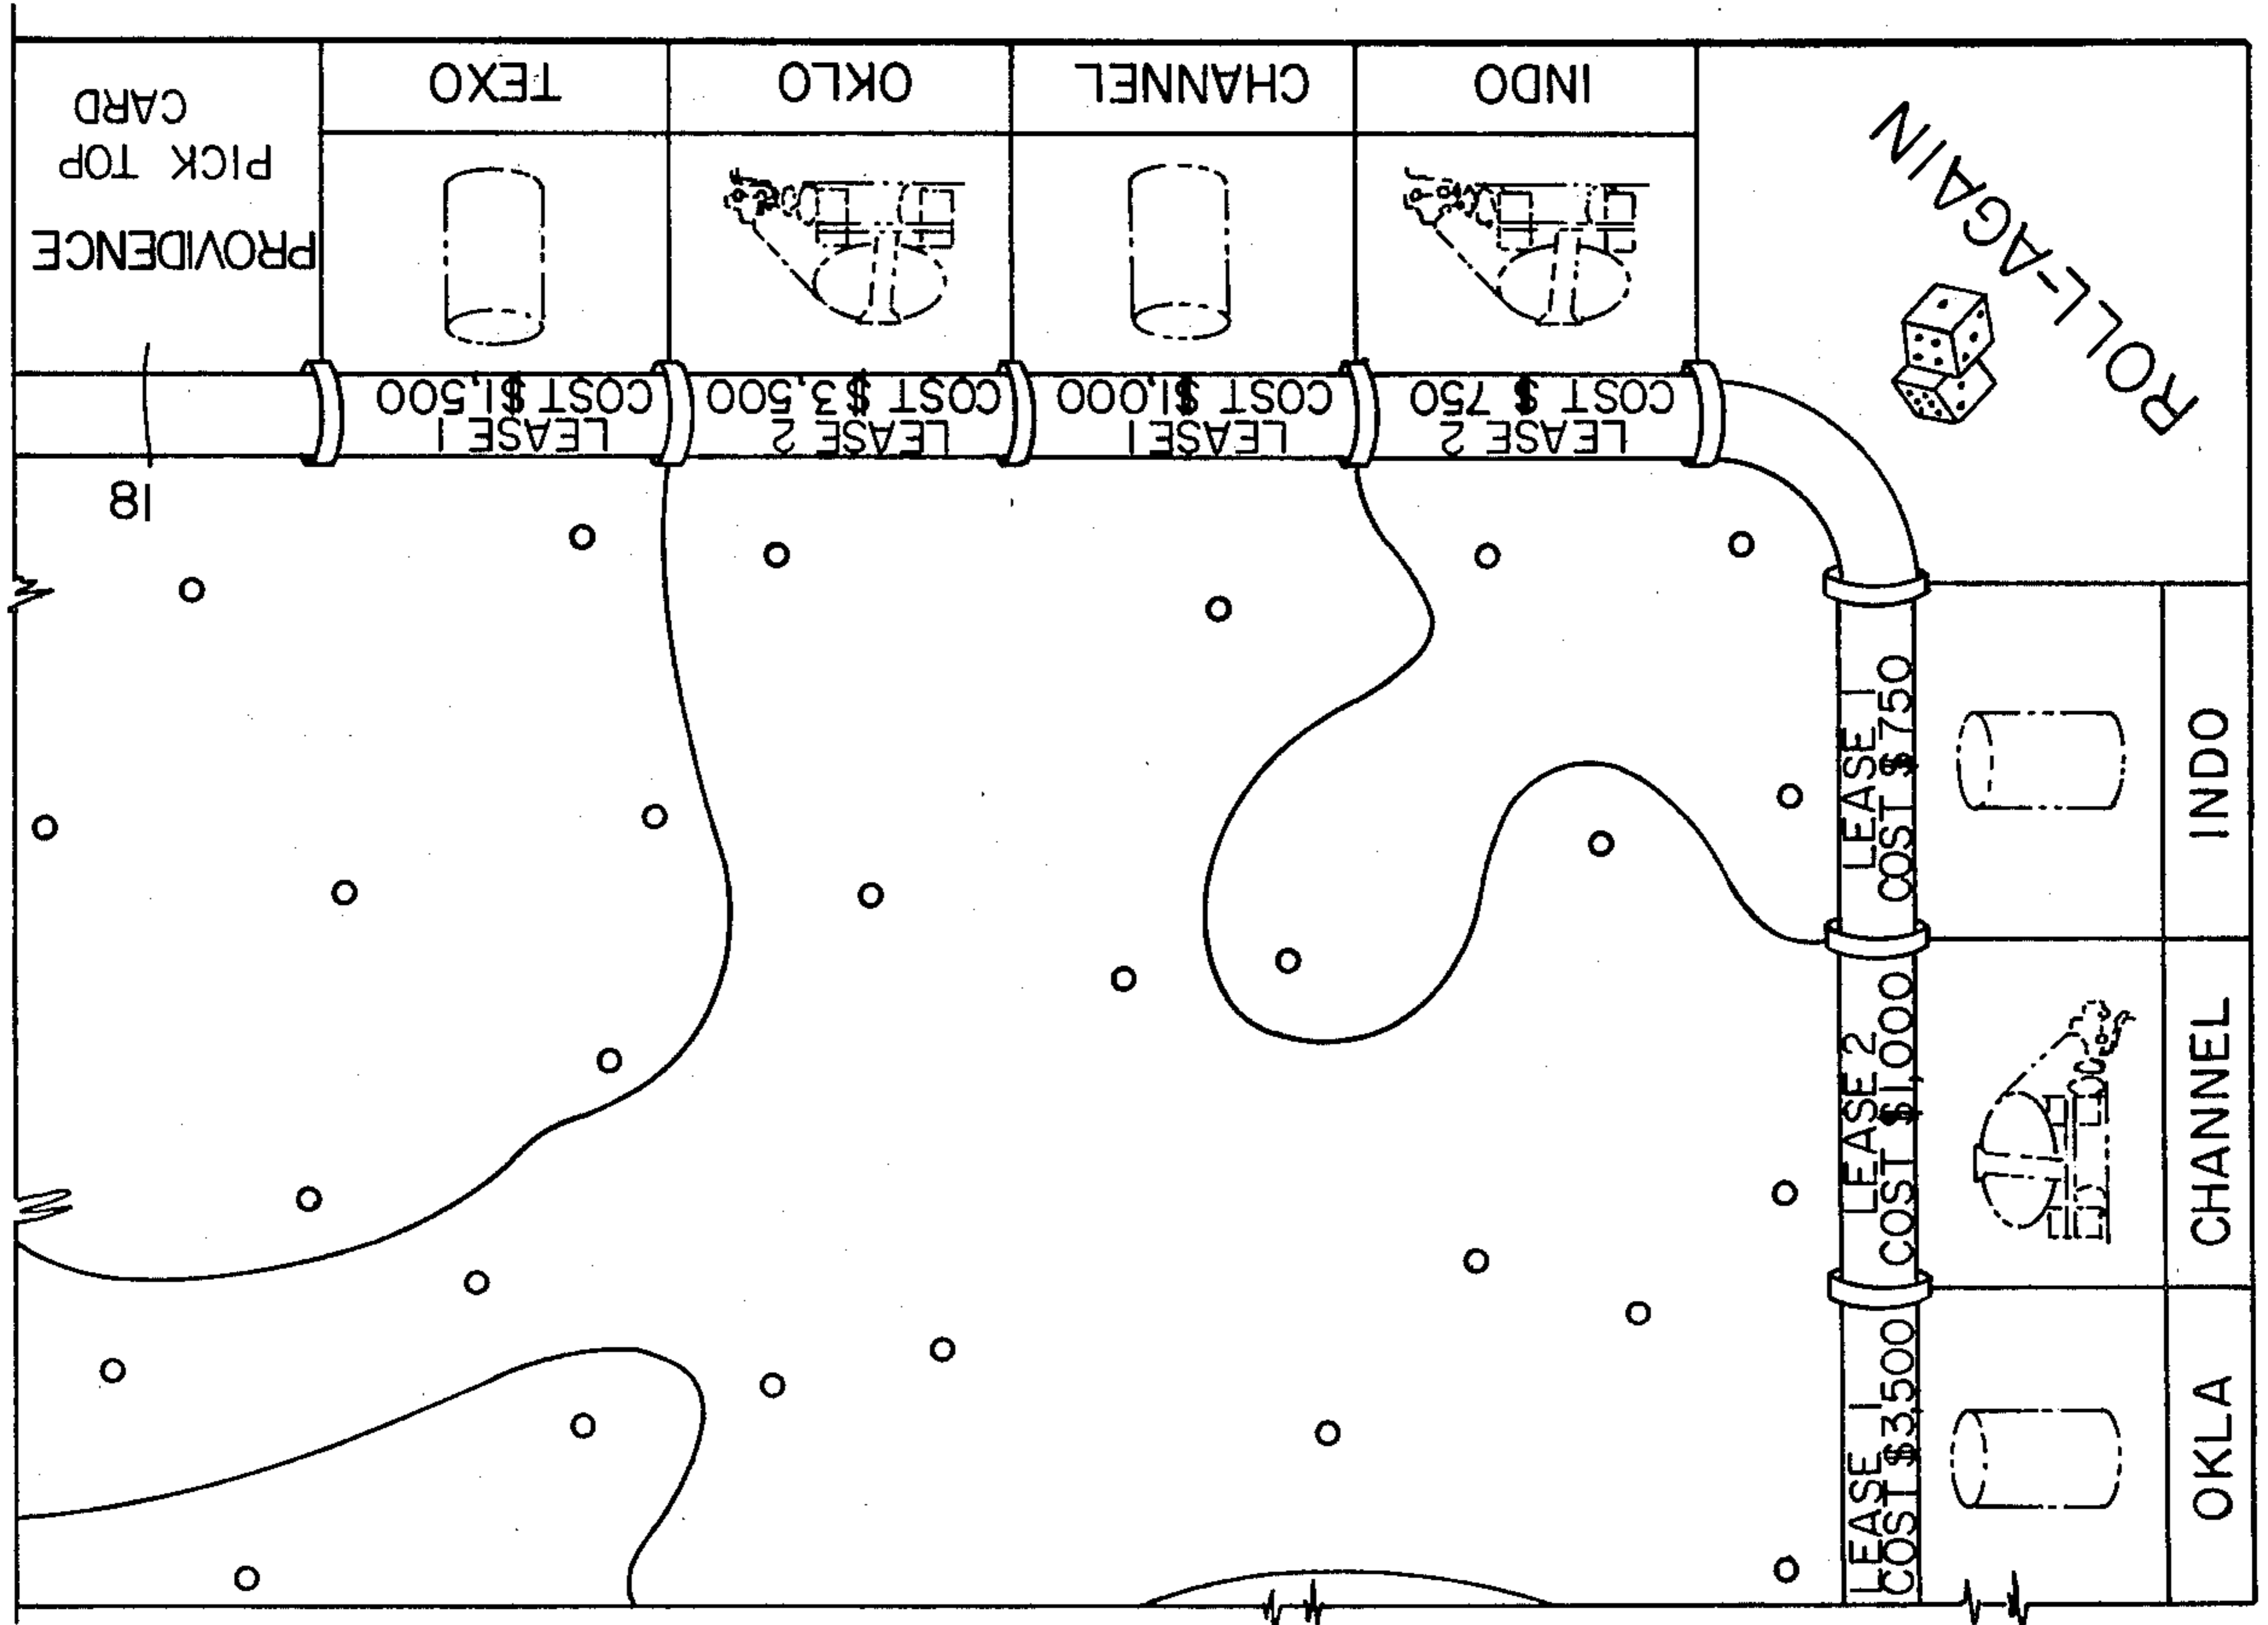 PROVIDENCE
PICK TOP
CARD
TEXO
LEASE 1
COST $1,500
OKLO
LEASE 2
COST $3,500
CHANNEL
LEASE 1
COST $1,000
INDO
LEASE 2
COST $750
ROLL-AGAIN
INDO
LEASE 1
COST $750
CHANNEL
LEASE 2
COST $1,000
OKLA
LEASE 1
COST $3,500
18